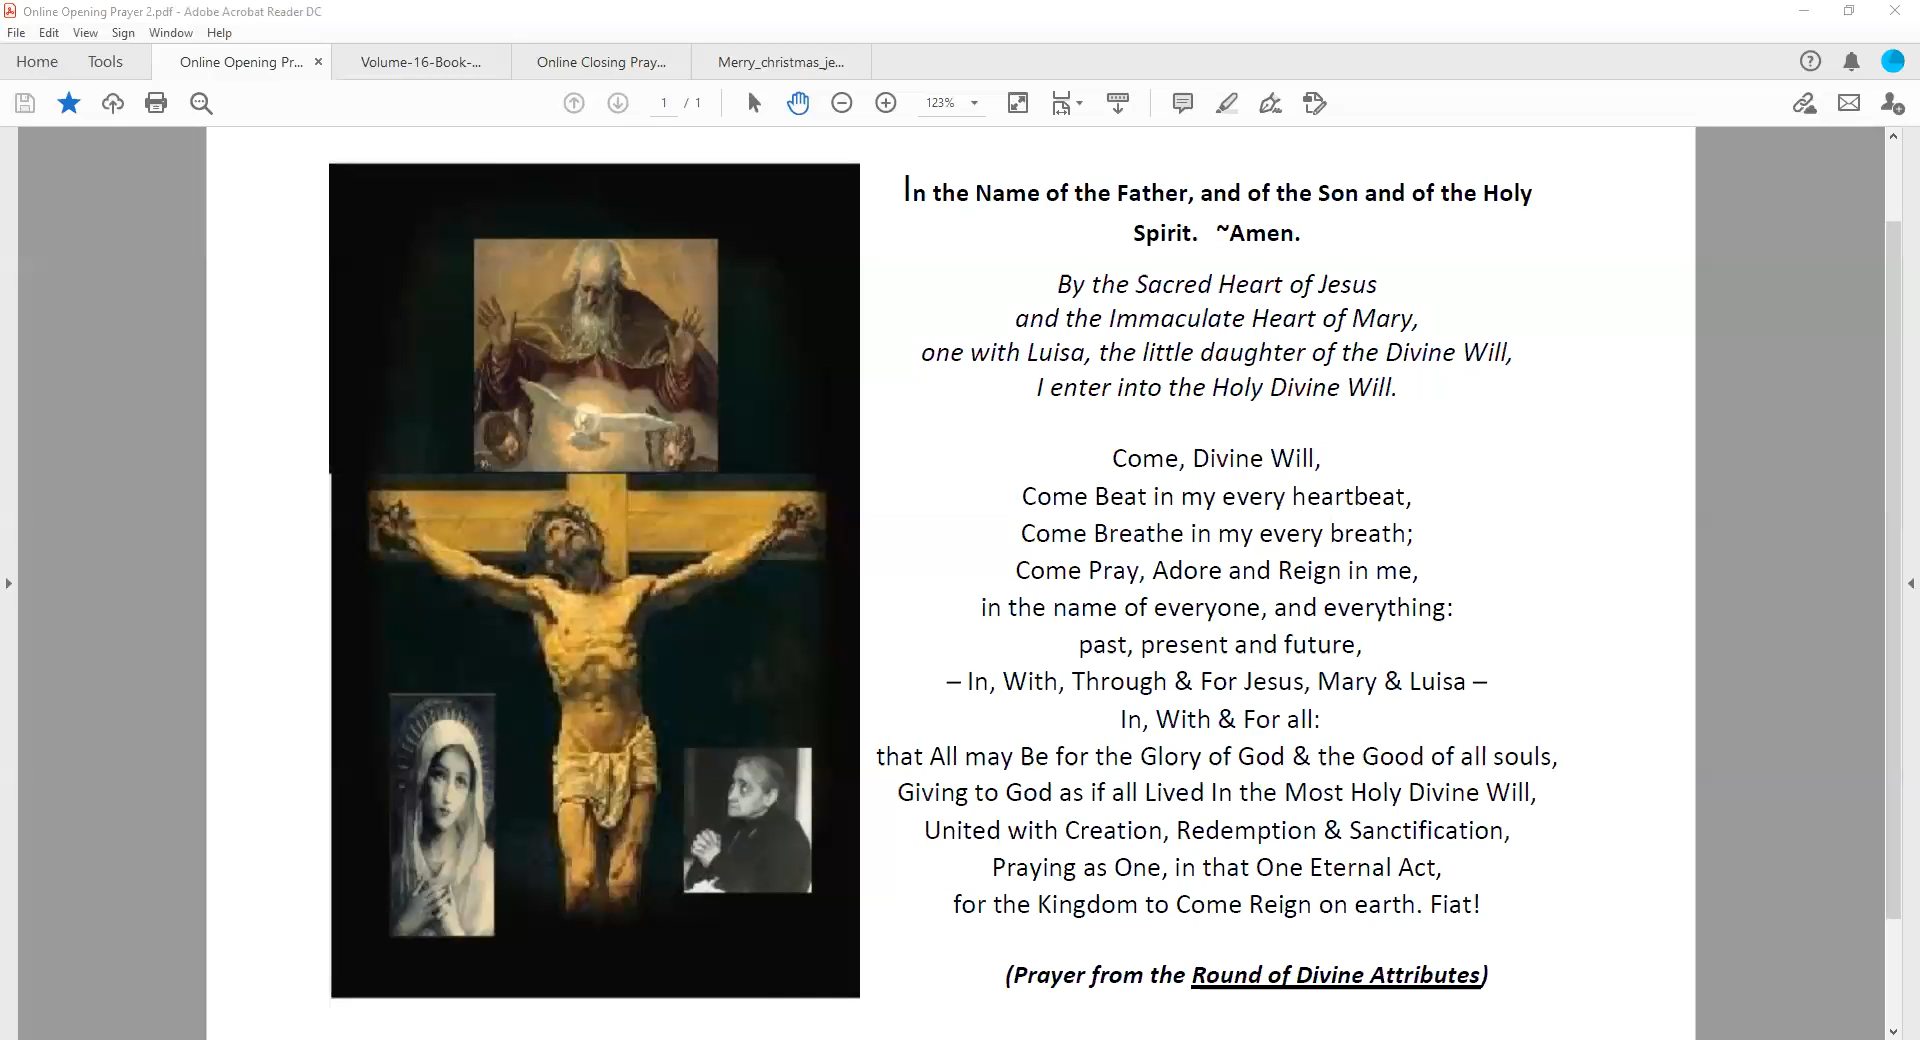 Online Opening Prayer 2.pdf - Adobe Acrobat Reader DC
File Edit View Sign Window Help
Home Tools Online Opening Pr... × Volume-16-Book-... Online Closing Pray... Merry_christmas_je...
1 / 1 123%
In the Name of the Father, and of the Son and of the Holy
Spirit. ~Amen.
By the Sacred Heart of Jesus
and the Immaculate Heart of Mary,
one with Luisa, the little daughter of the Divine Will,
I enter into the Holy Divine Will.
Come, Divine Will,
Come Beat in my every heartbeat,
Come Breathe in my every breath;
Come Pray, Adore and Reign in me,
in the name of everyone, and everything:
past, present and future,
– In, With, Through & For Jesus, Mary & Luisa –
In, With & For all:
that All may Be for the Glory of God & the Good of all souls,
Giving to God as if all Lived In the Most Holy Divine Will,
United with Creation, Redemption & Sanctification,
Praying as One, in that One Eternal Act,
for the Kingdom to Come Reign on earth. Fiat!
(Prayer from the Round of Divine Attributes)